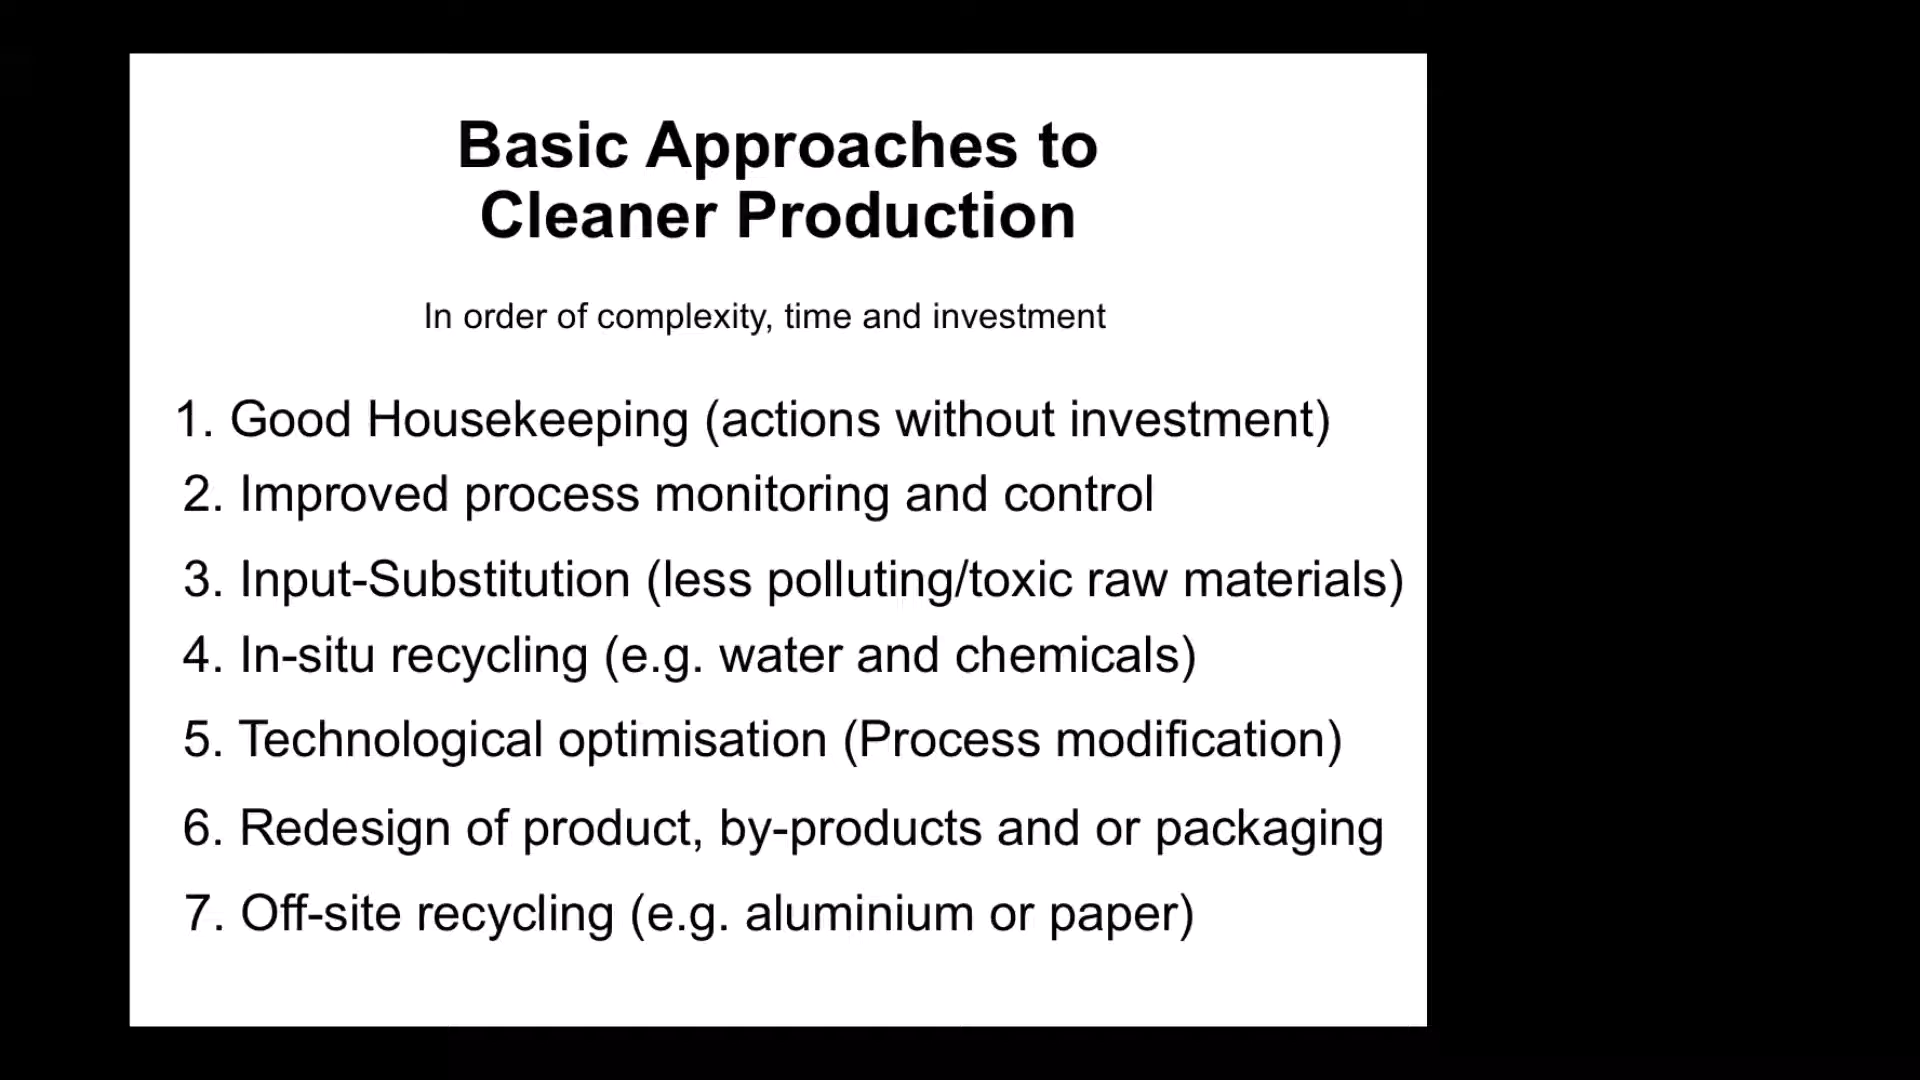 Basic Approaches to
Cleaner Production
In order of complexity, time and investment
1. Good Housekeeping (actions without investment)
2. Improved process monitoring and control
3. Input-Substitution (less polluting/toxic raw materials)
4. In-situ recycling (e.g. water and chemicals)
5. Technological optimisation (Process modification)
6. Redesign of product, by-products and or packaging
7. Off-site recycling (e.g. aluminium or paper)